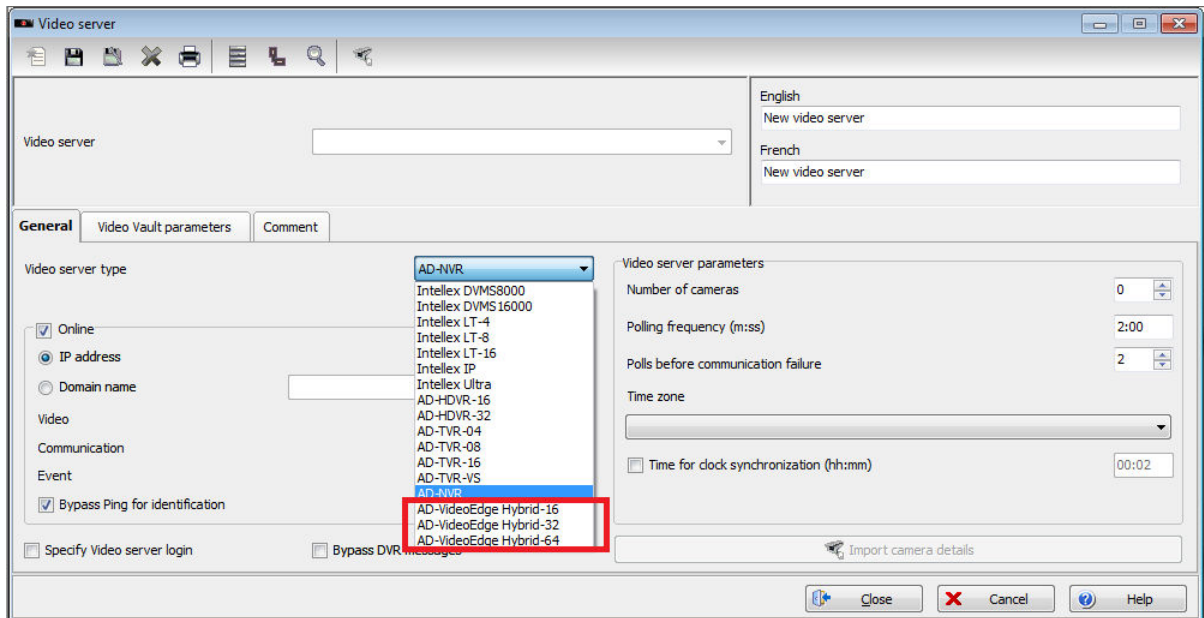 Video server
English
New video server
Video server
French
New video server
General Video Vault parameters Comment
Video server type
AD-NVR
Intellex DVMS8000
Intellex DVMS16000
Intellex LT-4
Intellex LT-8
Intellex LT-16
Intellex IP
Intellex Ultra
AD-HDVR-16
AD-HDVR-32
AD-TVR-04
AD-TVR-08
AD-TVR-16
AD-TVR-VS
AD-NVR
AD-VideoEdge Hybrid-16
AD-VideoEdge Hybrid-32
AD-VideoEdge Hybrid-64
Online
IP address
Domain name
Video
Communication
Event
Bypass Ping for identification
Specify Video server login
Bypass DVR messages
Video server parameters
Number of cameras 0
Polling frequency (m:ss) 2:00
Polls before communication failure 2
Time zone
Time for clock synchronization (hh:mm) 00:02
Import camera details
Close Cancel Help